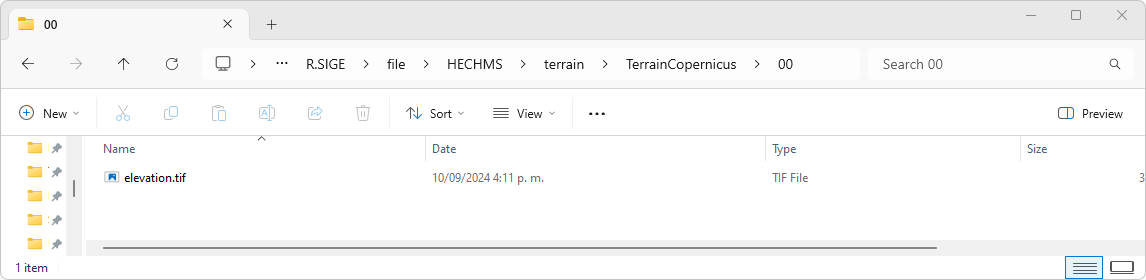 00
R.SIGE > file > HECHMS > terrain > TerrainCopernicus > 00 Search 00
New Sort View Preview
Name Date Type Size
elevation.tif 10/09/2024 4:11 p. m. TIF File 3
1 item